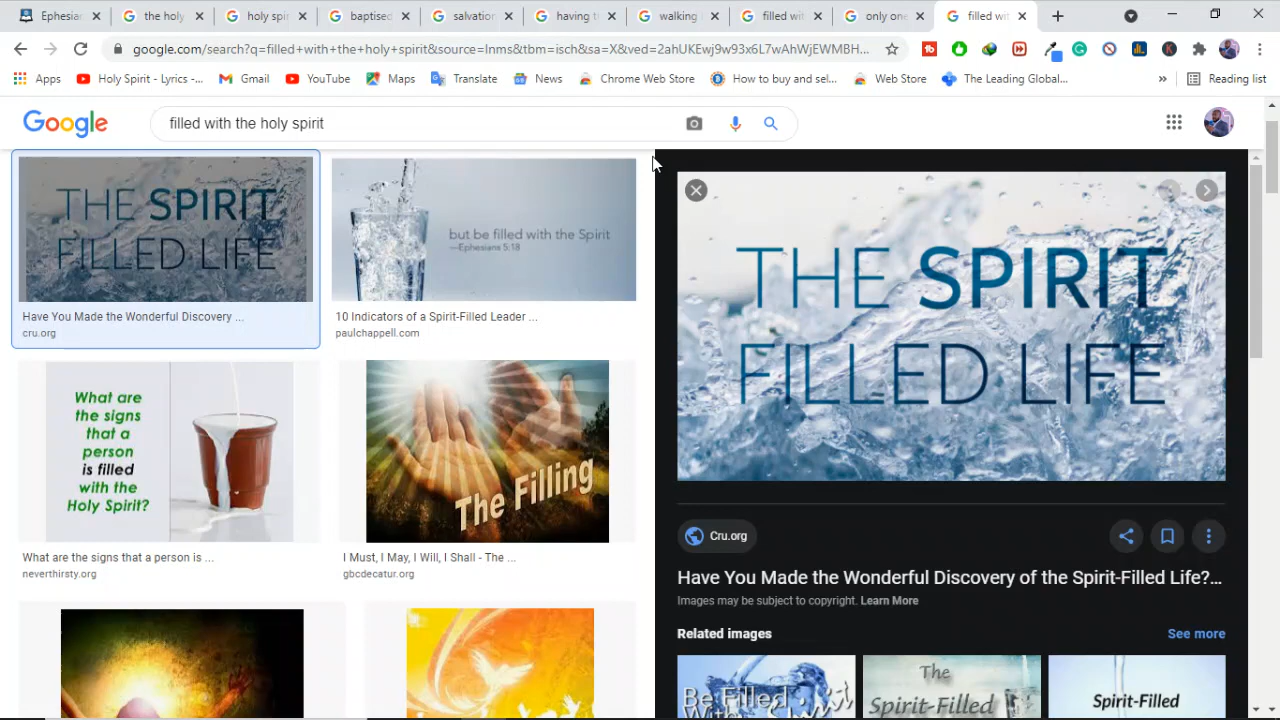 Ephesia
the holy
holy spir
baptised
salvation
having t
walking
filled wit
only one
filled wit
google.com/search?q=filled+with+the+holy+spirit&source=lnms&tbm=isch&sa=X&ved=2ahUKEwj9w93x6L7wAhWjEWMBH...
Apps
Holy Spirit - Lyrics -...
Gmail
YouTube
Maps
Translate
News
Chrome Web Store
How to buy and sel...
Web Store
The Leading Global...
»
Reading list
Google
filled with the holy spirit
THE SPIRIT
FILLED LIFE
Have You Made the Wonderful Discovery ...
cru.org
but be filled with the Spirit
—Ephesians 5:18
10 Indicators of a Spirit-Filled Leader ...
paulchappell.com
What are
the signs
that a
person
is filled
with the
Holy Spirit?
What are the signs that a person is ...
neverthirsty.org
The Filling
I Must, I May, I Will, I Shall - The ...
gbcdecatur.org
THE SPIRIT
FILLED LIFE
Cru.org
Have You Made the Wonderful Discovery of the Spirit-Filled Life?...
Images may be subject to copyright. Learn More
Related images
See more
Be Filled
The
Spirit-Filled
Spirit-Filled